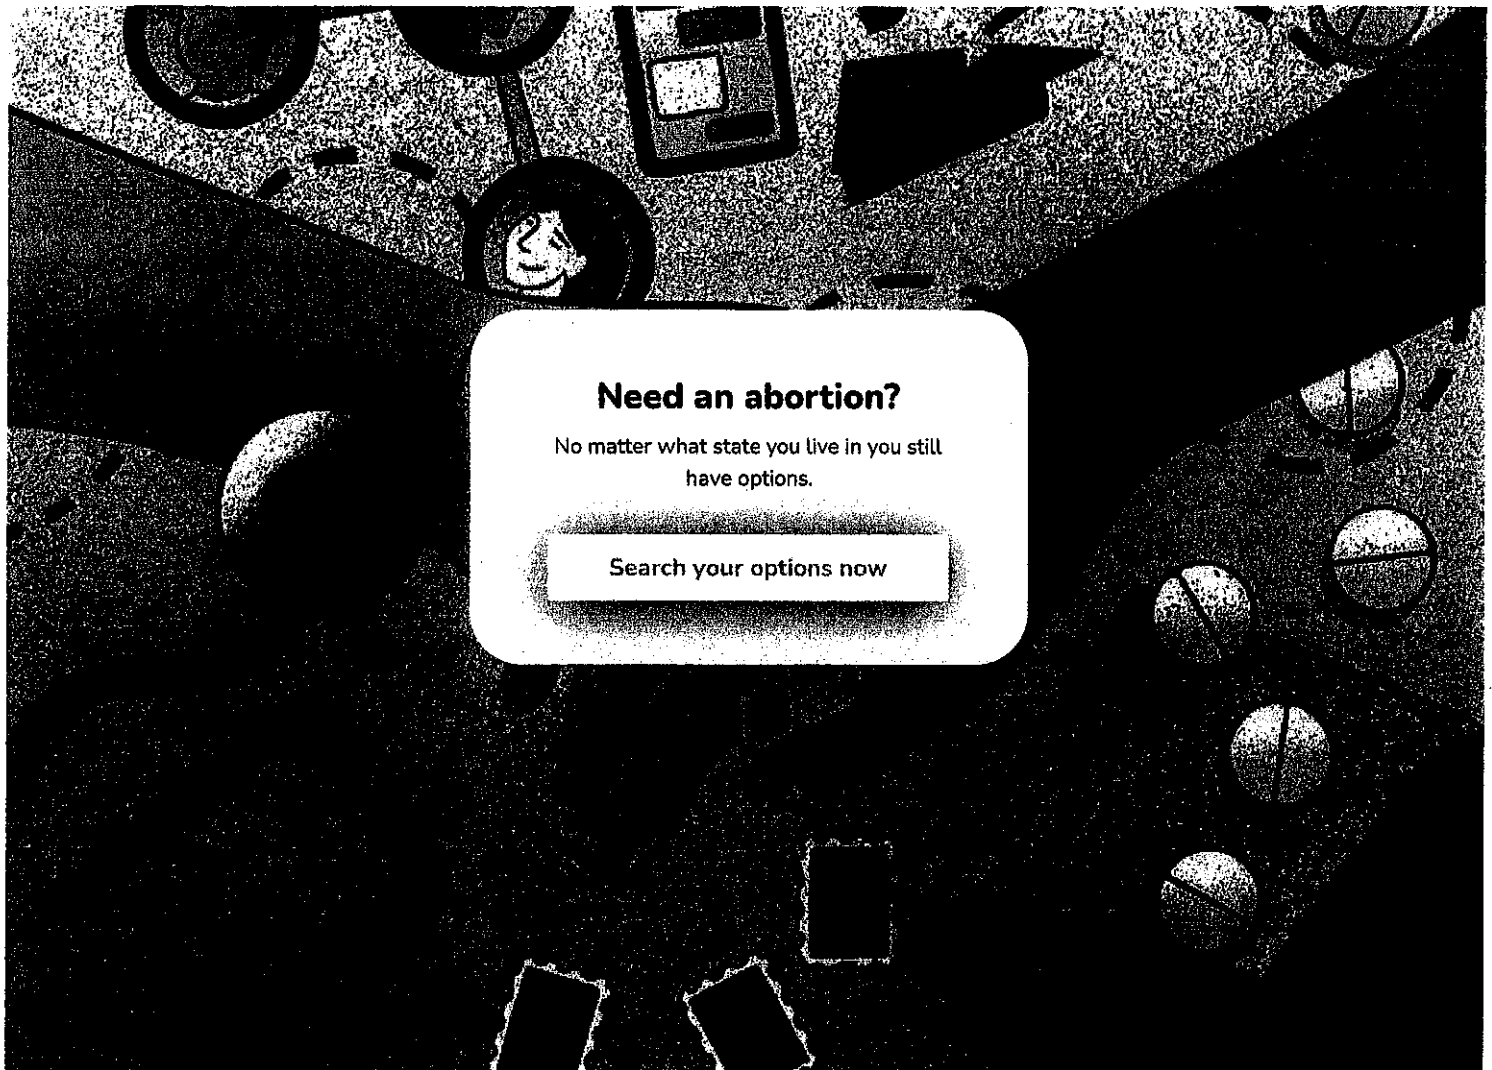 Need an abortion?
No matter what state you live in you still
have options.
Search your options now